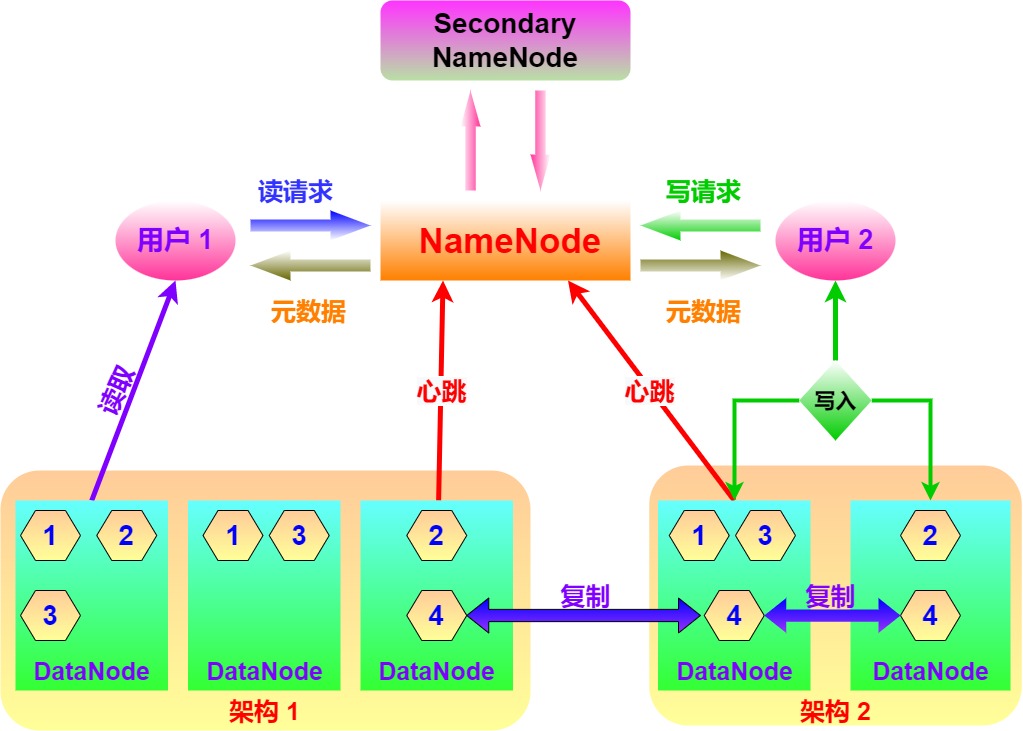 Secondary
NameNode
读请求
写请求
用户 1
NameNode
用户 2
元数据
元数据
读取
心跳
心跳
写入
1
2
1
3
2
1
3
2
3
4
复制
4
复制
4
DataNode
DataNode
DataNode
DataNode
DataNode
架构 1
架构 2